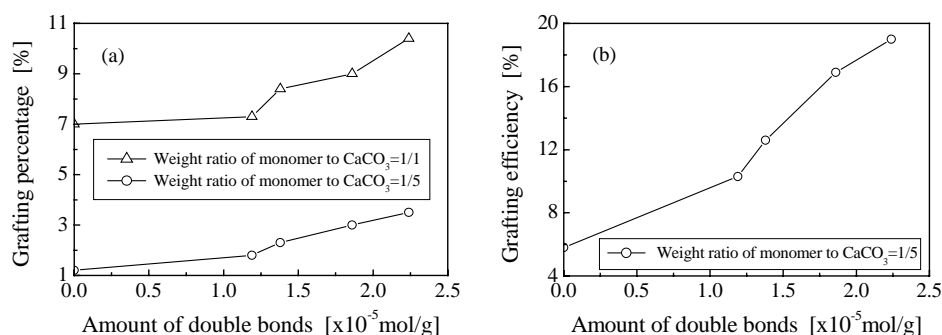 (a)
Grafting percentage [%]
11
9
7
5
3
1
Weight ratio of monomer to CaCO3=1/1
Weight ratio of monomer to CaCO3=1/5
0.0 0.5 1.0 1.5 2.0 2.5
Amount of double bonds [x10-5mol/g]
(b)
Grafting efficiency [%]
20
16
12
8
4
Weight ratio of monomer to CaCO3=1/5
0.0 0.5 1.0 1.5 2.0 2.5
Amount of double bonds [x10-5mol/g]